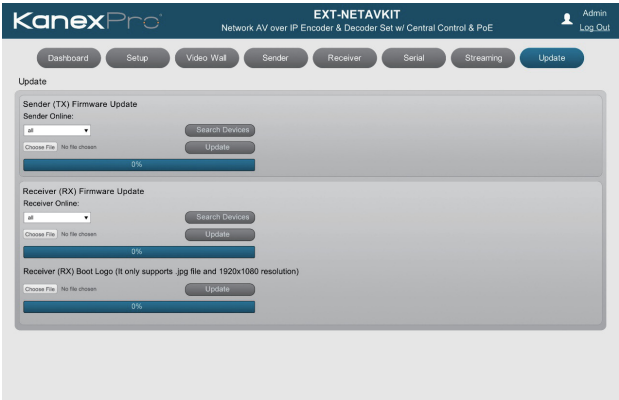 KanexPro
EXT-NETAVKIT
Network AV over IP Encoder & Decoder Set w/ Central Control & PoE
Admin
Log Out
Dashboard Setup Video Wall Sender Receiver Serial Streaming Update
Update
Sender (TX) Firmware Update
Sender Online:
all Search Devices
Choose File No file chosen Update
0%
Receiver (RX) Firmware Update
Receiver Online:
all Search Devices
Choose File No file chosen Update
0%
Receiver (RX) Boot Logo (It only supports .jpg file and 1920x1080 resolution)
Choose File No file chosen Update
0%